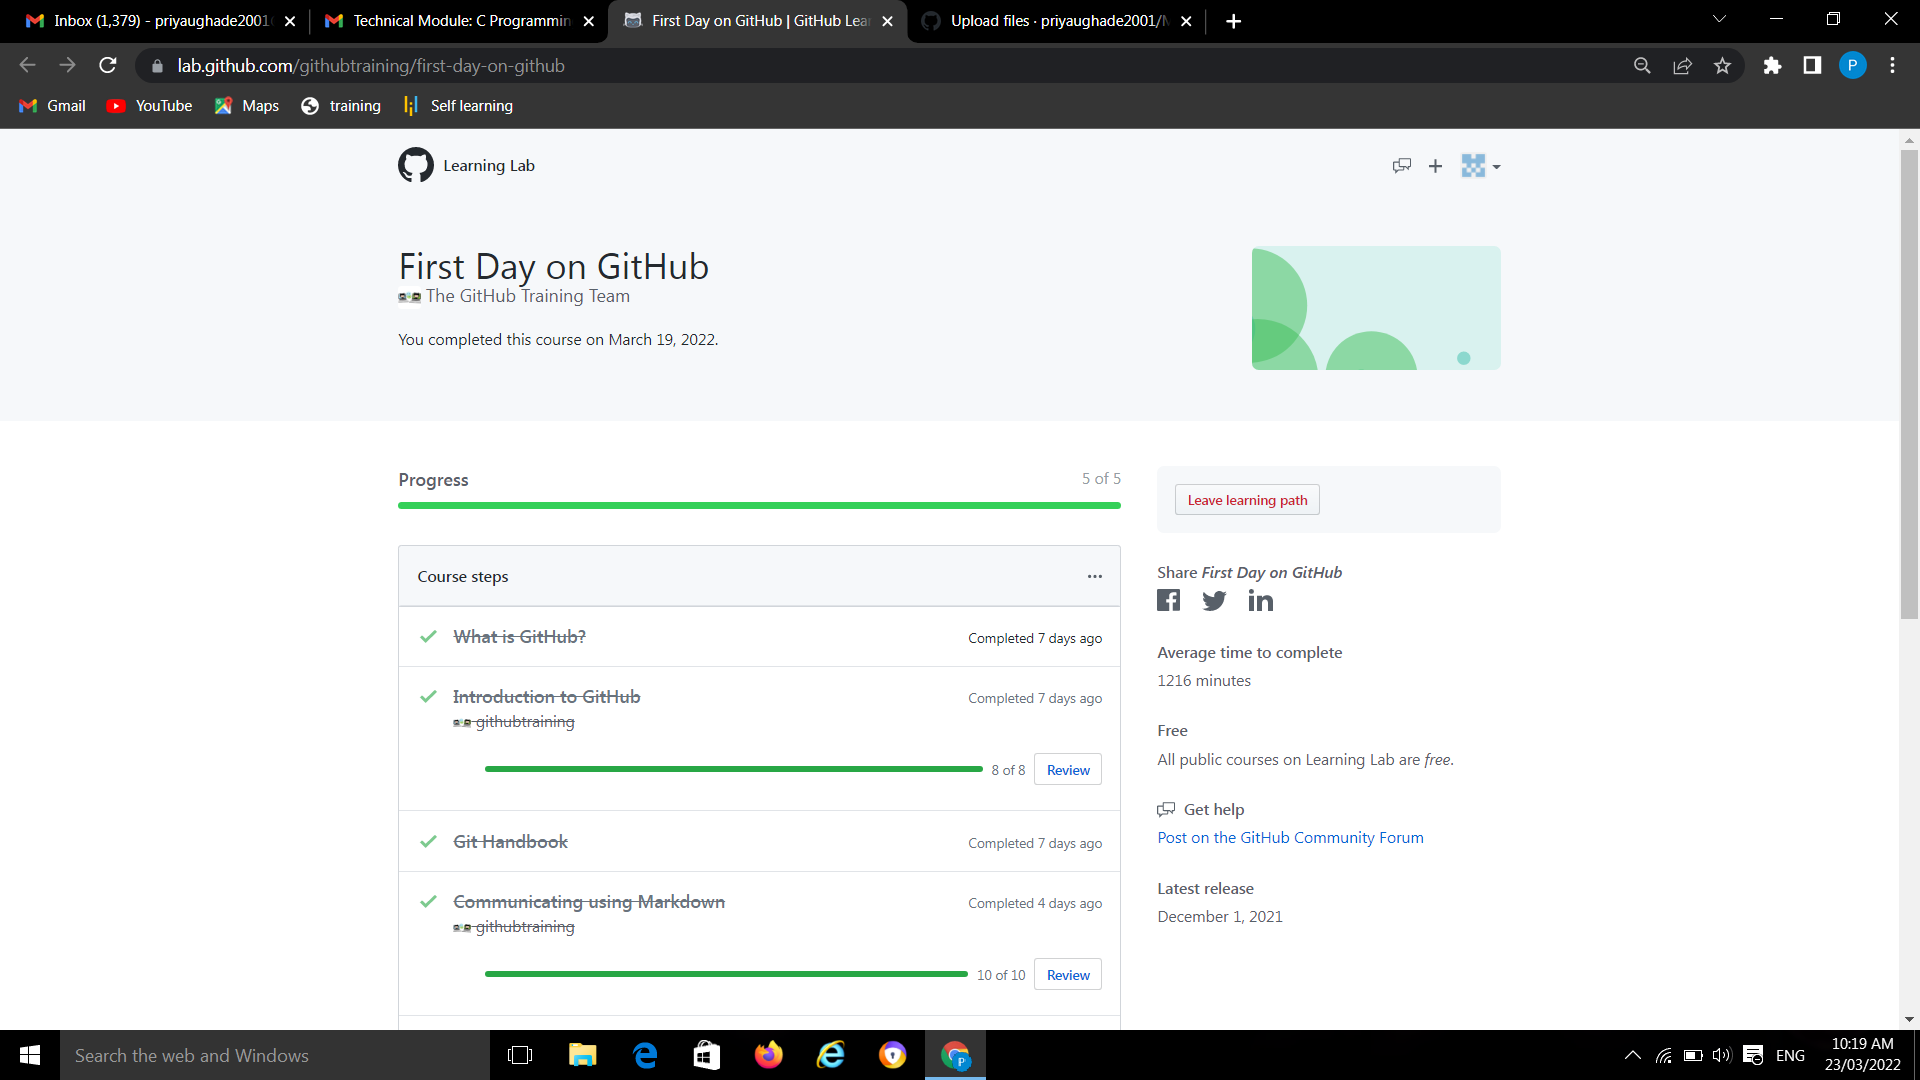 Inbox (1,379) - priyaughade2001
Technical Module: C Programmin
First Day on GitHub | GitHub Lea
Upload files · priyaughade2001/
lab.github.com/githubtraining/first-day-on-github
P
Gmail
YouTube
Maps
training
Self learning
Learning Lab
First Day on GitHub
The GitHub Training Team
You completed this course on March 19, 2022.
Progress
5 of 5
Leave learning path
Course steps
What is GitHub?
Completed 7 days ago
Introduction to GitHub
Completed 7 days ago
githubtraining
8 of 8
Review
Git Handbook
Completed 7 days ago
Communicating using Markdown
Completed 4 days ago
githubtraining
10 of 10
Review
Share First Day on GitHub
Average time to complete
1216 minutes
Free
All public courses on Learning Lab are free.
Get help
Post on the GitHub Community Forum
Latest release
December 1, 2021
Search the web and Windows
P
ENG
10:19 AM
23/03/2022